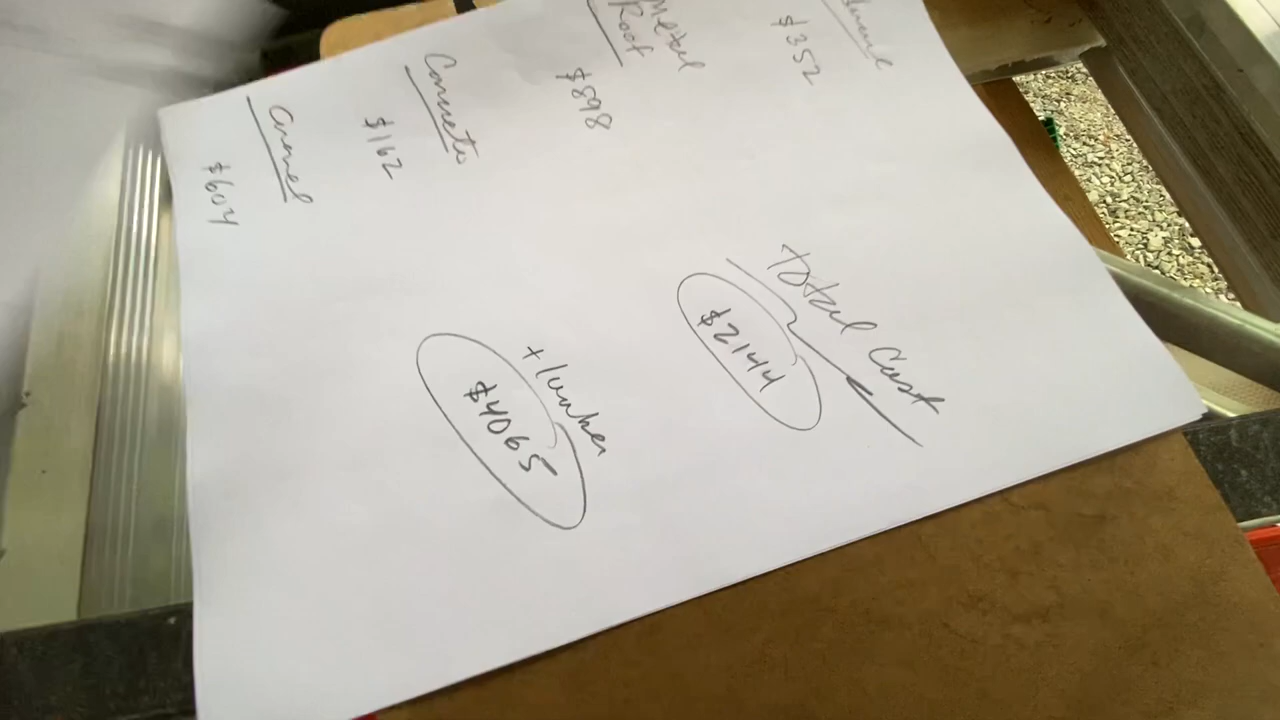 $352
Metal
Roof
$898
Concrete
$162
Gravel
$604
Total Cost
$2144
+ lumber
$4065